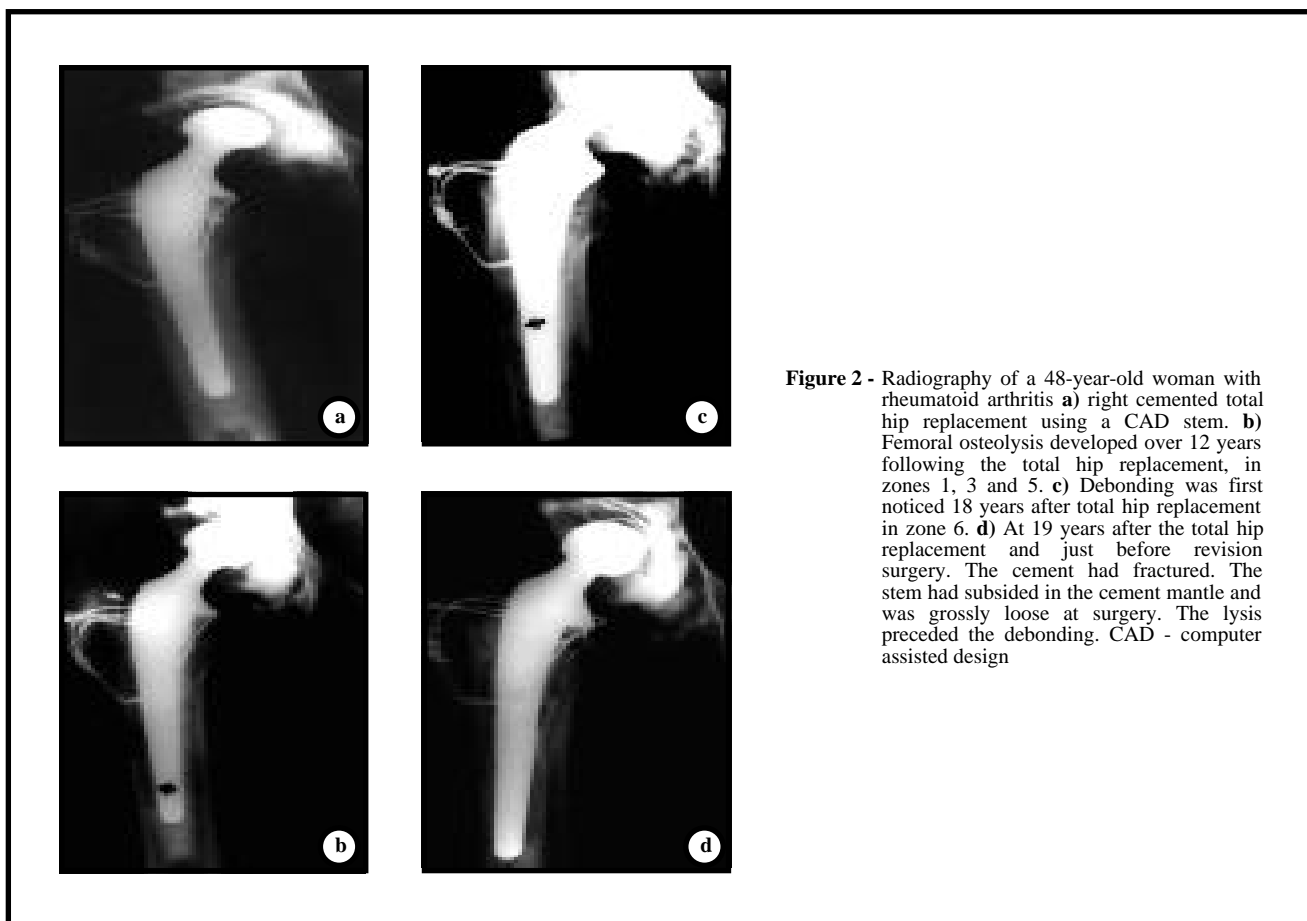 a
c
b
d
Figure 2 - Radiography of a 48-year-old woman with
rheumatoid arthritis a) right cemented total
hip replacement using a CAD stem. b)
Femoral osteolysis developed over 12 years
following the total hip replacement, in
zones 1, 3 and 5. c) Debonding was first
noticed 18 years after total hip replacement
in zone 6. d) At 19 years after the total hip
replacement and just before revision
surgery. The cement had fractured. The
stem had subsided in the cement mantle and
was grossly loose at surgery. The lysis
preceded the debonding. CAD - computer
assisted design